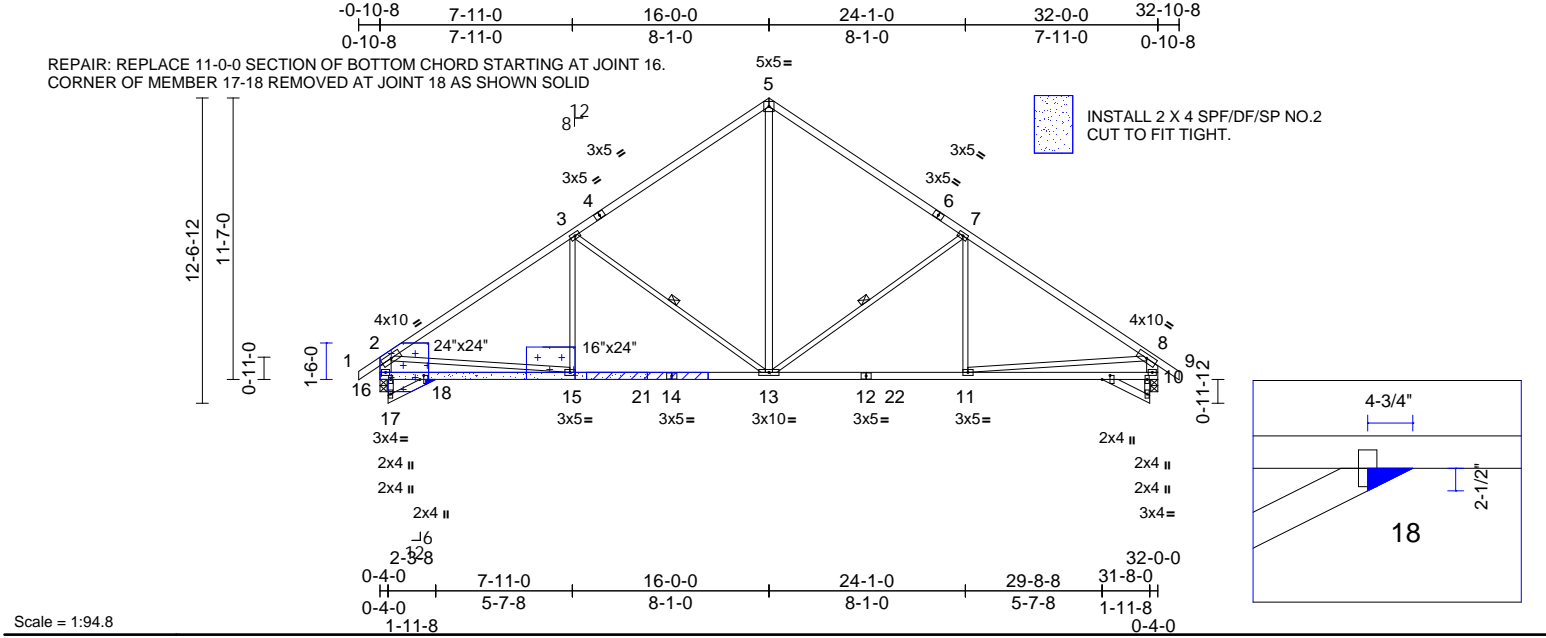 -0-10-8 7-11-0 16-0-0 24-1-0 32-0-0 32-10-8
0-10-8 7-11-0 8-1-0 8-1-0 7-11-0 0-10-8
REPAIR: REPLACE 11-0-0 SECTION OF BOTTOM CHORD STARTING AT JOINT 16.
CORNER OF MEMBER 17-18 REMOVED AT JOINT 18 AS SHOWN SOLID
5x5=
5
12
8
INSTALL 2 X 4 SPF/DF/SP NO.2
CUT TO FIT TIGHT.
3x5 =
3x5 =
3x5 =
3x5 =
4
6
3
7
12-6-12
11-7-0
4x10 =
4x10 =
1-6-0
0-11-0
1
2
24"x24"
16"x24"
8
9
10
16
18
17
15
21
14
13
12
22
11
0-11-12
3x5=
3x5=
3x10=
3x5=
3x5=
3x4=
2x4 II
2x4 II
2x4 II
2x4 II
2x4 II
2x4 II
3x4=
6
12
4-3/4"
2-1/2"
18
2-3-8 32-0-0
0-4-0 7-11-0 16-0-0 24-1-0 29-8-8 31-8-0
0-4-0 5-7-8 8-1-0 8-1-0 5-7-8 1-11-8
1-11-8 0-4-0
Scale = 1:94.8